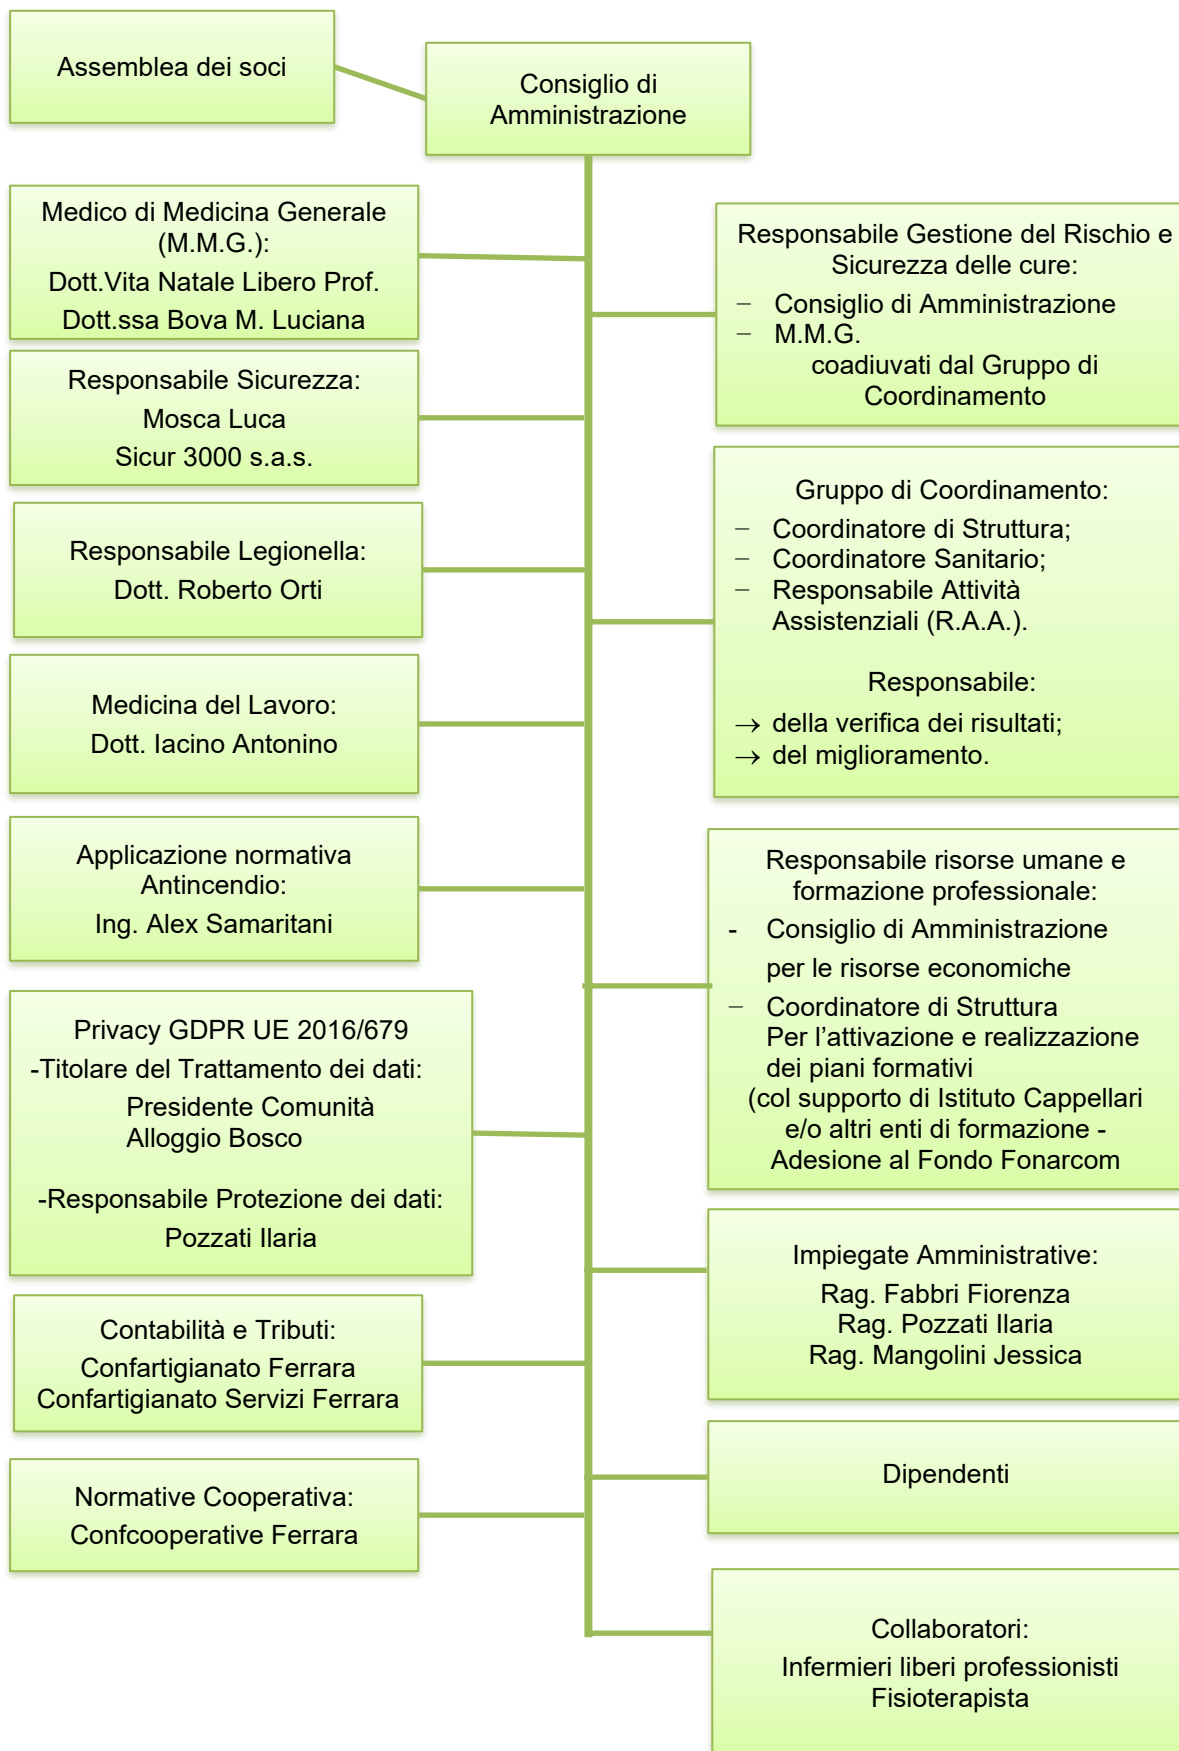 Assemblea dei soci
Consiglio di
Amministrazione
Medico di Medicina Generale
(M.M.G.):
Dott.Vita Natale Libero Prof.
Dott.ssa Bova M. Luciana
Responsabile Sicurezza:
Mosca Luca
Sicur 3000 s.a.s.
Responsabile Legionella:
Dott. Roberto Orti
Medicina del Lavoro:
Dott. Iacino Antonino
Applicazione normativa
Antincendio:
Ing. Alex Samaritani
Privacy GDPR UE 2016/679
-Titolare del Trattamento dei dati:
Presidente Comunità
Alloggio Bosco
-Responsabile Protezione dei dati:
Pozzati Ilaria
Contabilità e Tributi:
Confartigianato Ferrara
Confartigianato Servizi Ferrara
Normative Cooperativa:
Confcooperative Ferrara
Responsabile Gestione del Rischio e
Sicurezza delle cure:
− Consiglio di Amministrazione
− M.M.G.
coadiuvati dal Gruppo di
Coordinamento
Gruppo di Coordinamento:
− Coordinatore di Struttura;
− Coordinatore Sanitario;
− Responsabile Attività
Assistenziali (R.A.A.).
Responsabile:
→ della verifica dei risultati;
→ del miglioramento.
Responsabile risorse umane e
formazione professionale:
- Consiglio di Amministrazione
per le risorse economiche
− Coordinatore di Struttura
Per l’attivazione e realizzazione
dei piani formativi
(col supporto di Istituto Cappellari
e/o altri enti di formazione -
Adesione al Fondo Fonarcom
Impiegate Amministrative:
Rag. Fabbri Fiorenza
Rag. Pozzati Ilaria
Rag. Mangolini Jessica
Dipendenti
Collaboratori:
Infermieri liberi professionisti
Fisioterapista